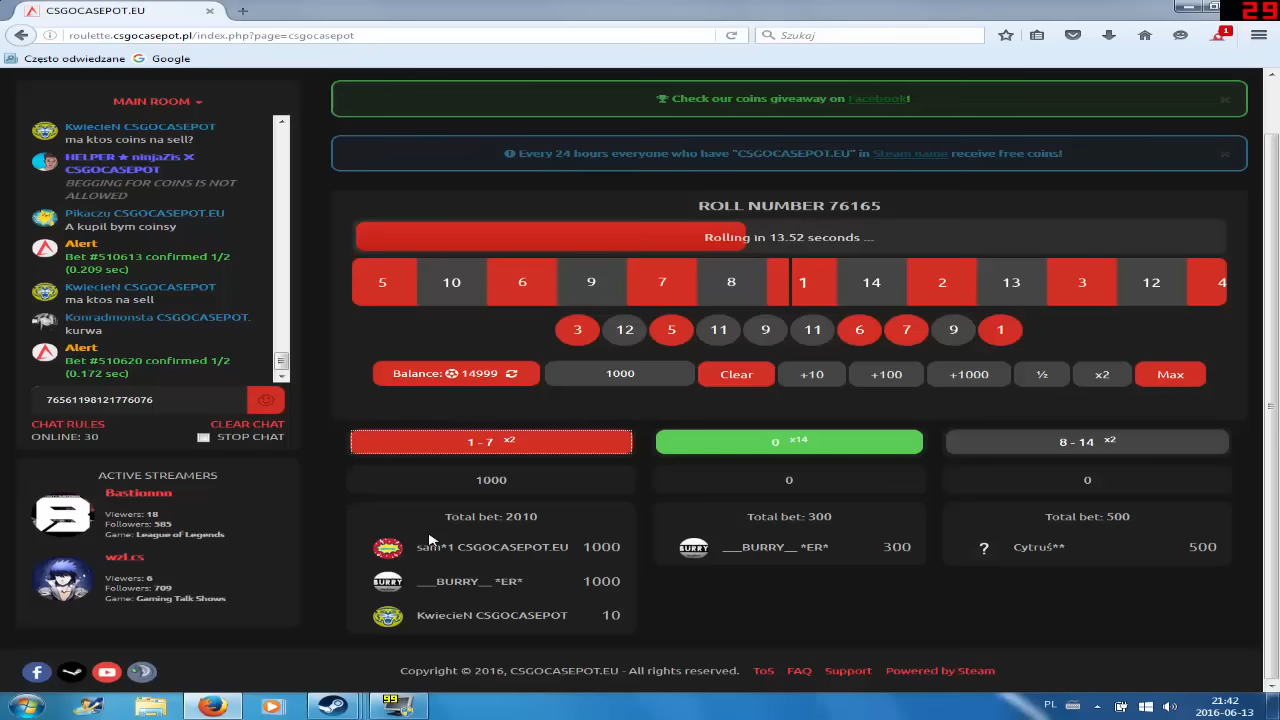 CSGOCASEPOT.EU
29
roulette.csgocasepot.pl/index.php?page=csgocasepot
Szukaj
1
Często odwiedzane
Google
MAIN ROOM
KwiecieN CSGOCASEPOT
ma ktos coins na sell?
HELPER ★ ninjaZis X
CSGOCASEPOT
BEGGING FOR COINS IS NOT
ALLOWED
Pikaczu CSGOCASEPOT.EU
A kupil bym coinsy
Alert
Bet #510613 confirmed 1/2
(0.209 sec)
KwiecieN CSGOCASEPOT
ma ktos na sell
Konradmonsta CSGOCASEPOT.
kurwa
Alert
Bet #510620 confirmed 1/2
(0.172 sec)
76561198121776076
CHAT RULES
CLEAR CHAT
ONLINE: 30
STOP CHAT
ACTIVE STREAMERS
Bastionnn
Viewers: 18
Followers: 585
Game: League of Legends
wzLcs
Viewers: 6
Followers: 709
Game: Gaming Talk Shows
Check our coins giveaway on Facebook!
Every 24 hours everyone who have "CSGOCASEPOT.EU" in Steam name receive free coins!
ROLL NUMBER 76165
Rolling in 13.52 seconds ...
5 10 6 9 7 8 1 14 2 13 3 12 4
3 12 5 11 9 11 6 7 9 1
Balance: 14999
1000
Clear
+10
+100
+1000
½
x2
Max
1 - 7 x2
0 x14
8 - 14 x2
1000
0
0
Total bet: 2010
Total bet: 300
Total bet: 500
sam*1 CSGOCASEPOT.EU 1000
BURRY
___BURRY__ *ER* 300
?
Cytruś** 500
BURRY
___BURRY__ *ER* 1000
KwiecieN CSGOCASEPOT 10
Copyright © 2016, CSGOCASEPOT.EU - All rights reserved.
ToS
FAQ
Support
Powered by Steam
99
PL
21:42
2016-06-13